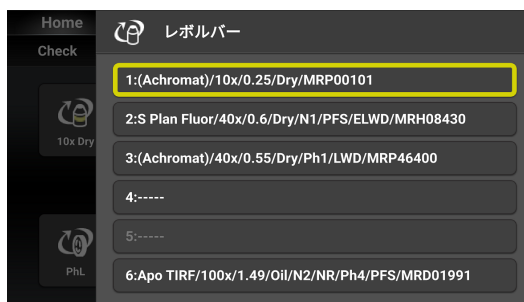 Home
レボルバー
Check
1:(Achromat)/10x/0.25/Dry/MRP00101
2:S Plan Fluor/40x/0.6/Dry/N1/PFS/ELWD/MRH08430
10x Dry
3:(Achromat)/40x/0.55/Dry/Ph1/LWD/MRP46400
4:-----
5:-----
PhL
6:Apo TIRF/100x/1.49/Oil/N2/NR/Ph4/PFS/MRD01991